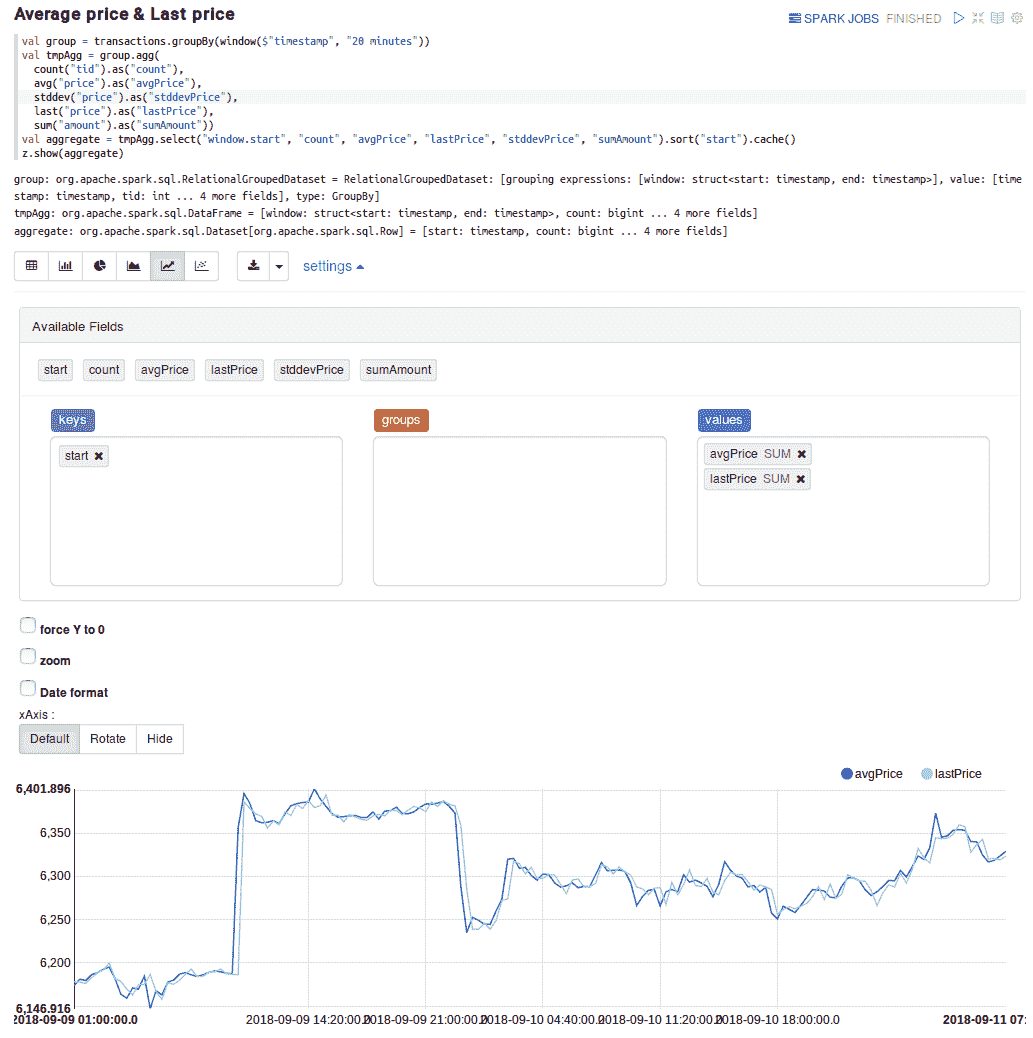 Average price & Last price
SPARK JOBS FINISHED
val group = transactions.groupBy(window($"timestamp", "20 minutes"))
val tmpAgg = group.agg(
count("tid").as("count"),
avg("price").as("avgPrice"),
stddev("price").as("stddevPrice"),
last("price").as("lastPrice"),
sum("amount").as("sumAmount"))
val aggregate = tmpAgg.select("window.start", "count", "avgPrice", "lastPrice", "stddevPrice", "sumAmount").sort("start").cache()
z.show(aggregate)
group: org.apache.spark.sql.RelationalGroupedDataset = RelationalGroupedDataset: [grouping expressions: [window: struct<start: timestamp, end: timestamp>], value: [time
stamp: timestamp, tid: int ... 4 more fields], type: GroupBy]
tmpAgg: org.apache.spark.sql.DataFrame = [window: struct<start: timestamp, end: timestamp>, count: bigint ... 4 more fields]
aggregate: org.apache.spark.sql.Dataset[org.apache.spark.sql.Row] = [start: timestamp, count: bigint ... 4 more fields]
settings
Available Fields
start count avgPrice lastPrice stddevPrice sumAmount
keys groups values
start
avgPrice SUM
lastPrice SUM
force Y to 0
zoom
Date format
xAxis :
Default Rotate Hide
avgPrice lastPrice
6,401.896
6,350
6,300
6,250
6,200
6,146.916
2018-09-09 01:00:00.0 2018-09-09 14:20:00.0 2018-09-09 21:00:00.0 2018-09-10 04:40:00.0 2018-09-10 11:20:00.0 2018-09-10 18:00:00.0 2018-09-11 07: